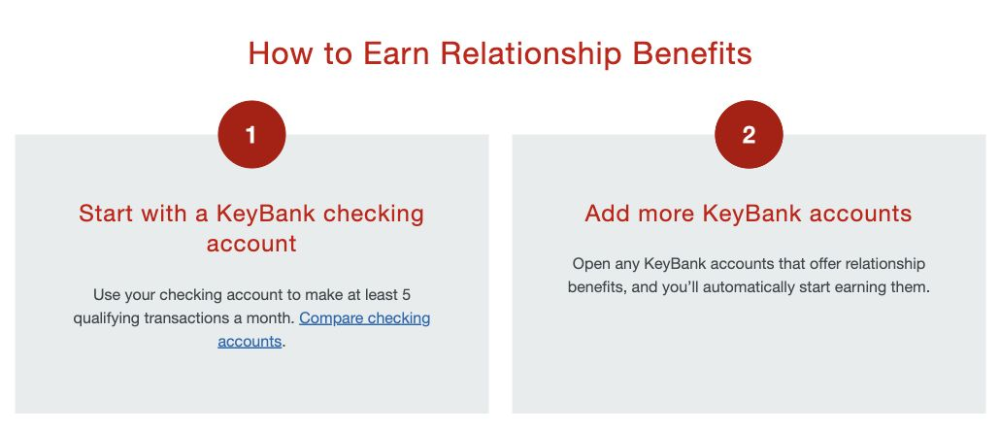 How to Earn Relationship Benefits
1
Start with a KeyBank checking
account
Use your checking account to make at least 5
qualifying transactions a month. Compare checking
accounts.
2
Add more KeyBank accounts
Open any KeyBank accounts that offer relationship
benefits, and you’ll automatically start earning them.